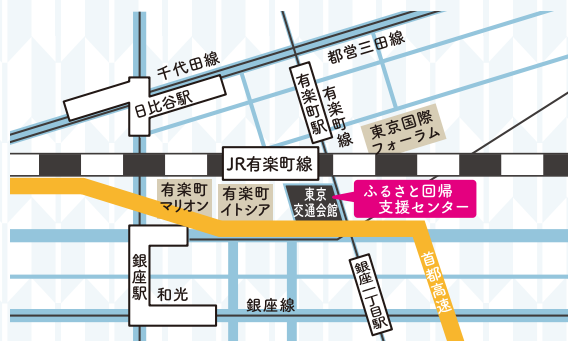 千代田線
都営三田線
日比谷駅
有楽町駅
有楽町線
東京国際
フォーラム
JR有楽町線
有楽町
マリオン
有楽町
イトシア
東京
交通会館
ふるさと回帰
支援センター
銀座駅
和光
銀座線
銀座一丁目駅
首都高速